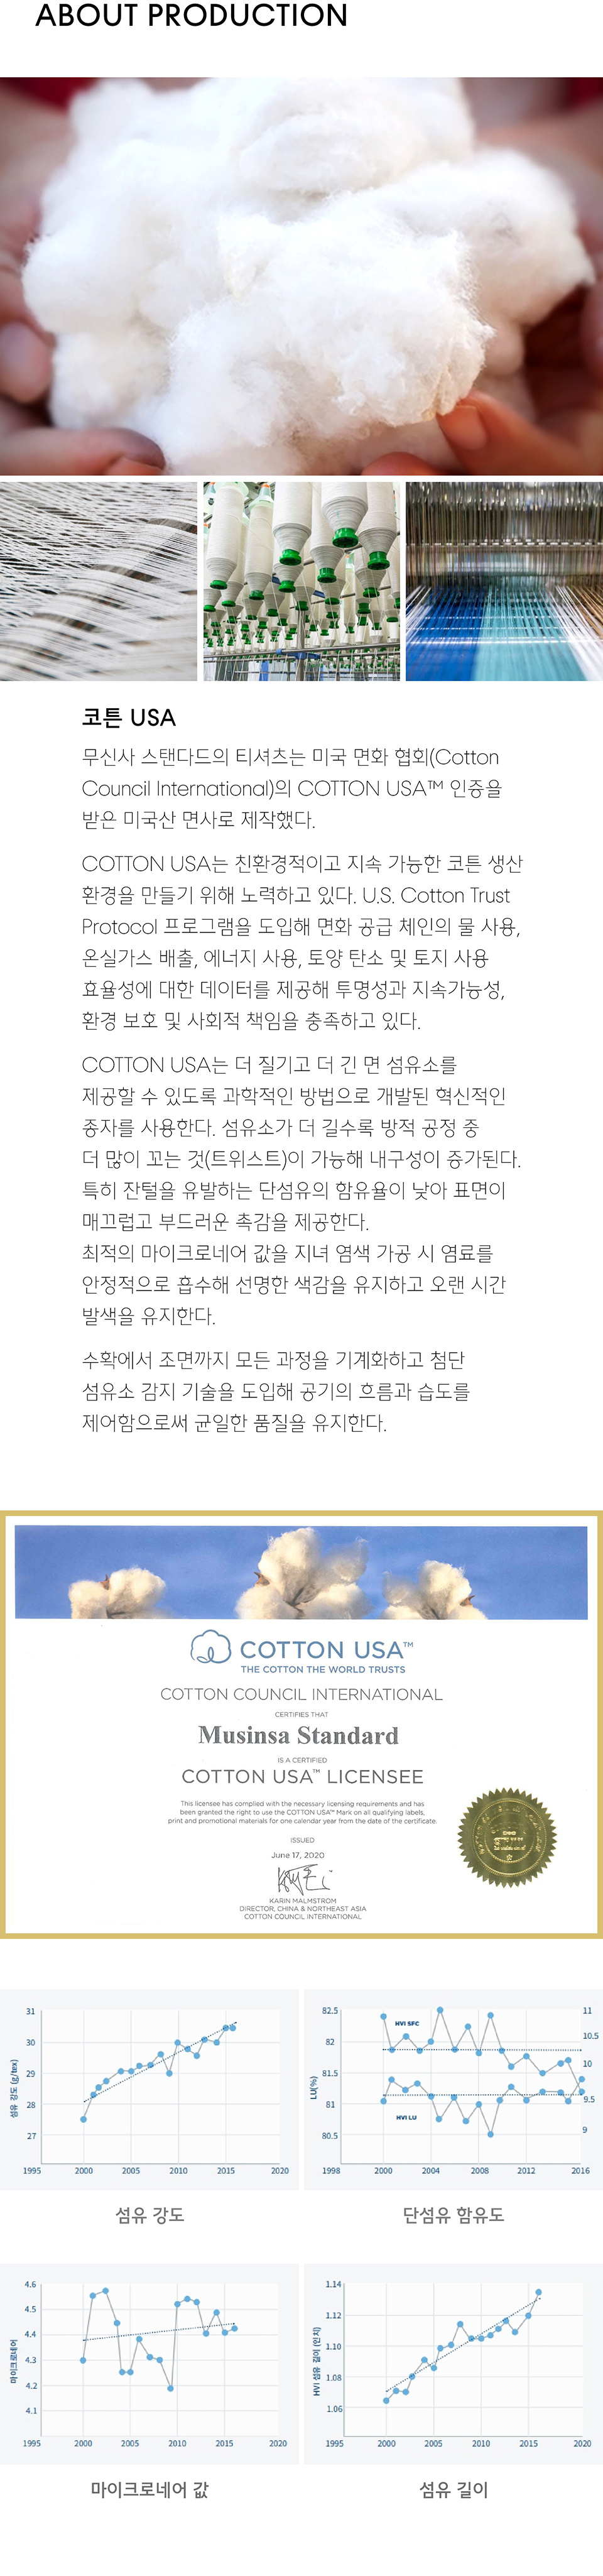 ABOUT PRODUCTION
코튼 USA
무신사 스탠다드의 티셔츠는 미국 면화 협회(Cotton
Council International)의 COTTON USA™ 인증을
받은 미국산 면사로 제작했다.
COTTON USA는 친환경적이고 지속 가능한 코튼 생산
환경을 만들기 위해 노력하고 있다. U.S. Cotton Trust
Protocol 프로그램을 도입해 면화 공급 체인의 물 사용,
온실가스 배출, 에너지 사용, 토양 탄소 및 토지 사용
효율성에 대한 데이터를 제공해 투명성과 지속가능성,
환경 보호 및 사회적 책임을 충족하고 있다.
COTTON USA는 더 질기고 더 긴 면 섬유소를
제공할 수 있도록 과학적인 방법으로 개발된 혁신적인
종자를 사용한다. 섬유소가 더 길수록 방적 공정 중
더 많이 꼬는 것(트위스트)이 가능해 내구성이 증가된다.
특히 잔털을 유발하는 단섬유의 함유율이 낮아 표면이
매끄럽고 부드러운 촉감을 제공한다.
최적의 마이크로네어 값을 지녀 염색 가공 시 염료를
안정적으로 흡수해 선명한 색감을 유지하고 오랜 시간
발색을 유지한다.
수확에서 조면까지 모든 과정을 기계화하고 첨단
섬유소 감지 기술을 도입해 공기의 흐름과 습도를
제어함으로써 균일한 품질을 유지한다.
COTTON USA™
THE COTTON THE WORLD TRUSTS
COTTON COUNCIL INTERNATIONAL
CERTIFIES THAT
Musinsa Standard
IS A CERTIFIED
COTTON USA™ LICENSEE
This licensee has complied with the necessary licensing requirements and has
been granted the right to use the COTTON USA™ Mark on all qualifying labels,
print and promotional materials for one calendar year from the date of the certificate.
ISSUED
June 17, 2020
KARIN MALMSTROM
DIRECTOR, CHINA & NORTHEAST ASIA
COTTON COUNCIL INTERNATIONAL
섬유 강도 (g/tex)
31
30
29
28
27
1995 2000 2005 2010 2015 2020
섬유 강도
LU(%)
82.5
82
81.5
81
80.5
HVI SFC
HVI LU
11
10.5
10
9.5
9
1998 2000 2004 2008 2012 2016
단섬유 함유도
마이크로네어
4.6
4.5
4.4
4.3
4.2
4.1
1995 2000 2005 2010 2015 2020
마이크로네어 값
HVI 섬유 길이 (인치)
1.14
1.12
1.10
1.08
1.06
1995 2000 2005 2010 2015 2020
섬유 길이